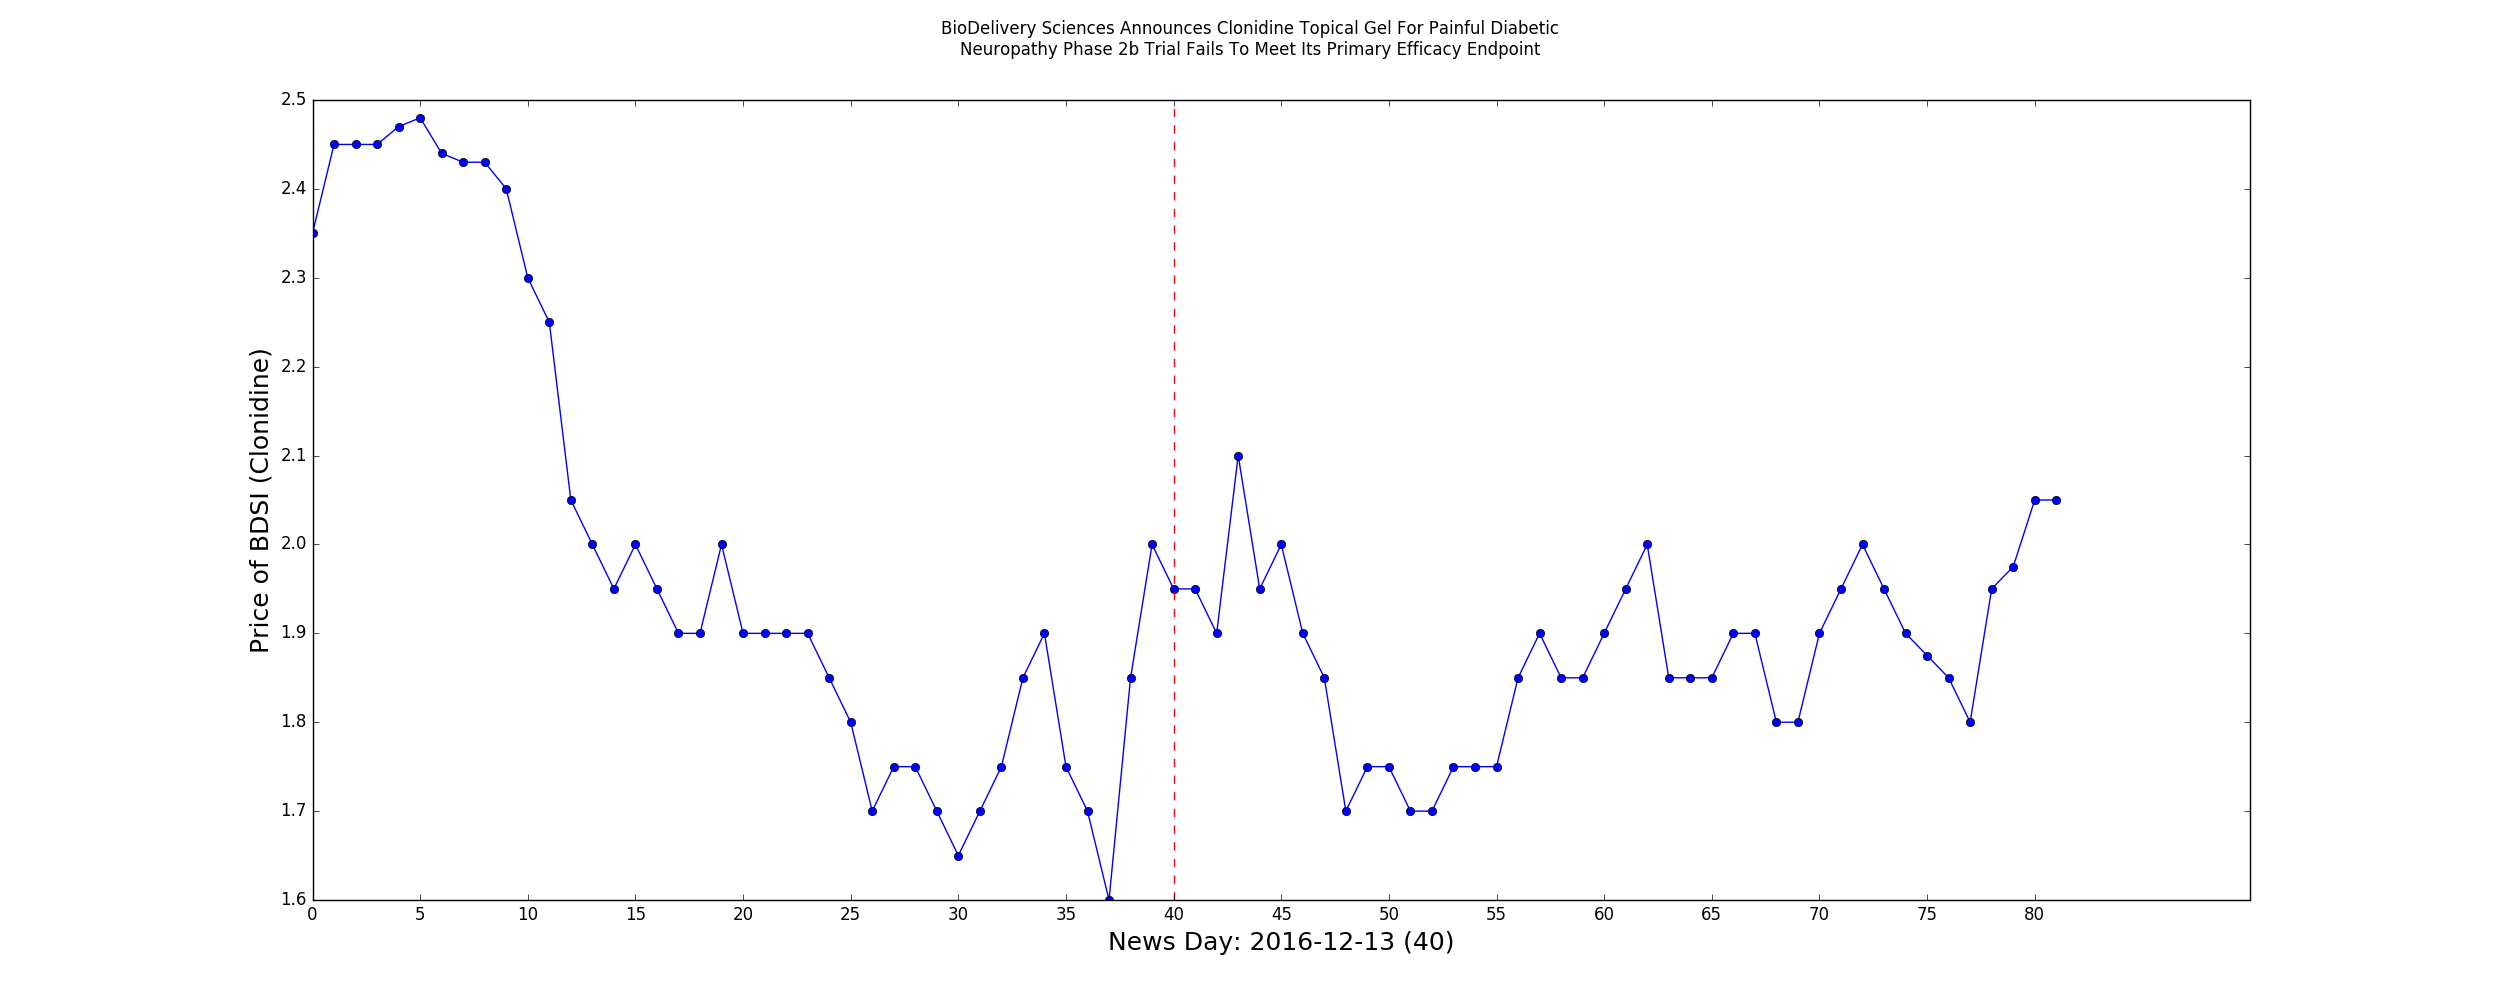 BioDelivery Sciences Announces Clonidine Topical Gel For Painful Diabetic
Neuropathy Phase 2b Trial Fails To Meet Its Primary Efficacy Endpoint
2.5
2.4
2.3
2.2
2.1
2.0
1.9
1.8
1.7
1.6
Price of BDSI (Clonidine)
0 5 10 15 20 25 30 35 40 45 50 55 60 65 70 75 80
News Day: 2016-12-13 (40)